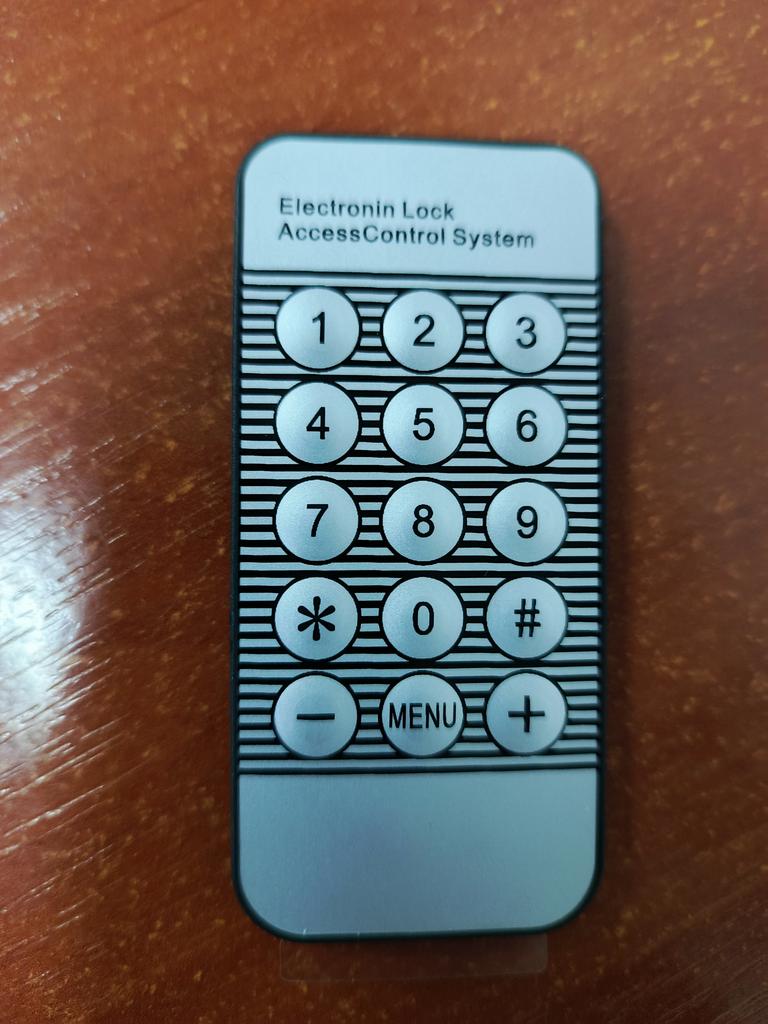 Electronin Lock
AccessControl System
1 2 3
4 5 6
7 8 9
* 0 #
− MENU +